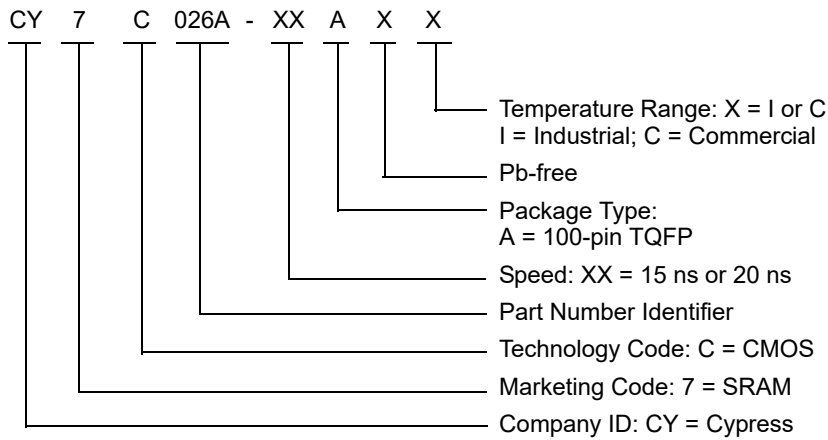 CY 7 C 026A - XX A X X
Temperature Range: X = I or C
I = Industrial; C = Commercial
Pb-free
Package Type:
A = 100-pin TQFP
Speed: XX = 15 ns or 20 ns
Part Number Identifier
Technology Code: C = CMOS
Marketing Code: 7 = SRAM
Company ID: CY = Cypress